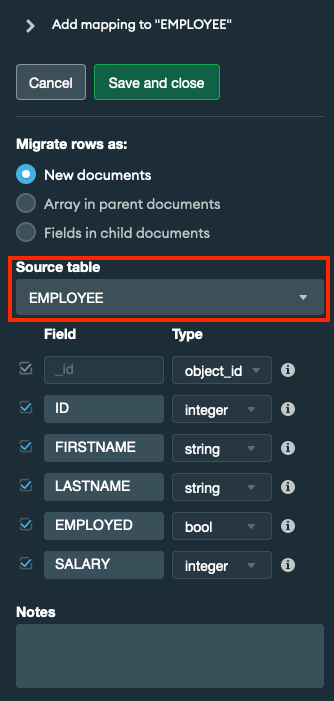 Add mapping to "EMPLOYEE"
Cancel Save and close
Migrate rows as:
New documents
Array in parent documents
Fields in child documents
Source table
EMPLOYEE
Field Type
_id object_id
ID integer
FIRSTNAME string
LASTNAME string
EMPLOYED bool
SALARY integer
Notes